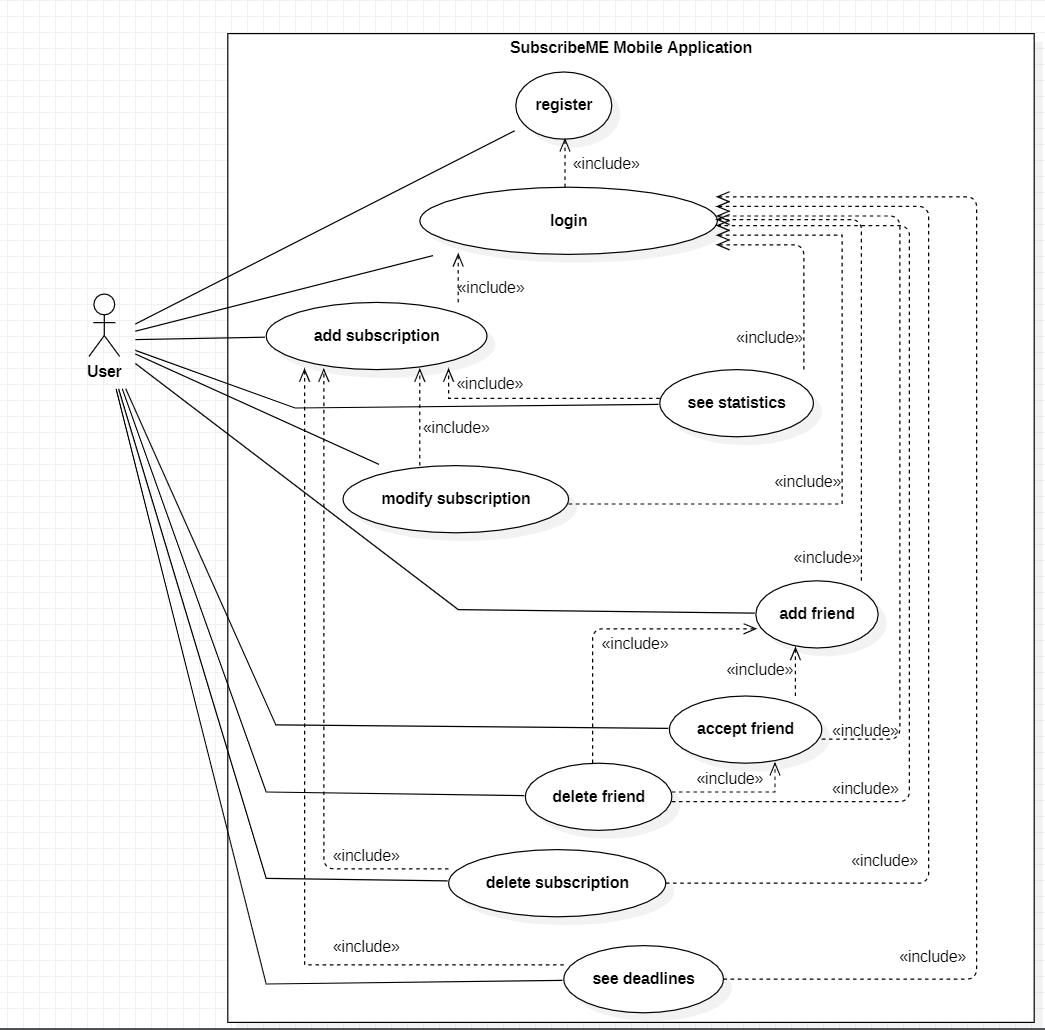 SubscribeME Mobile Application
register
«include»
login
«include»
add subscription
User
«include»
«include»
see statistics
«include»
modify subscription
«include»
«include»
add friend
«include»
«include»
accept friend
«include»
«include»
«include»
delete friend
«include»
«include»
delete subscription
«include»
«include»
see deadlines